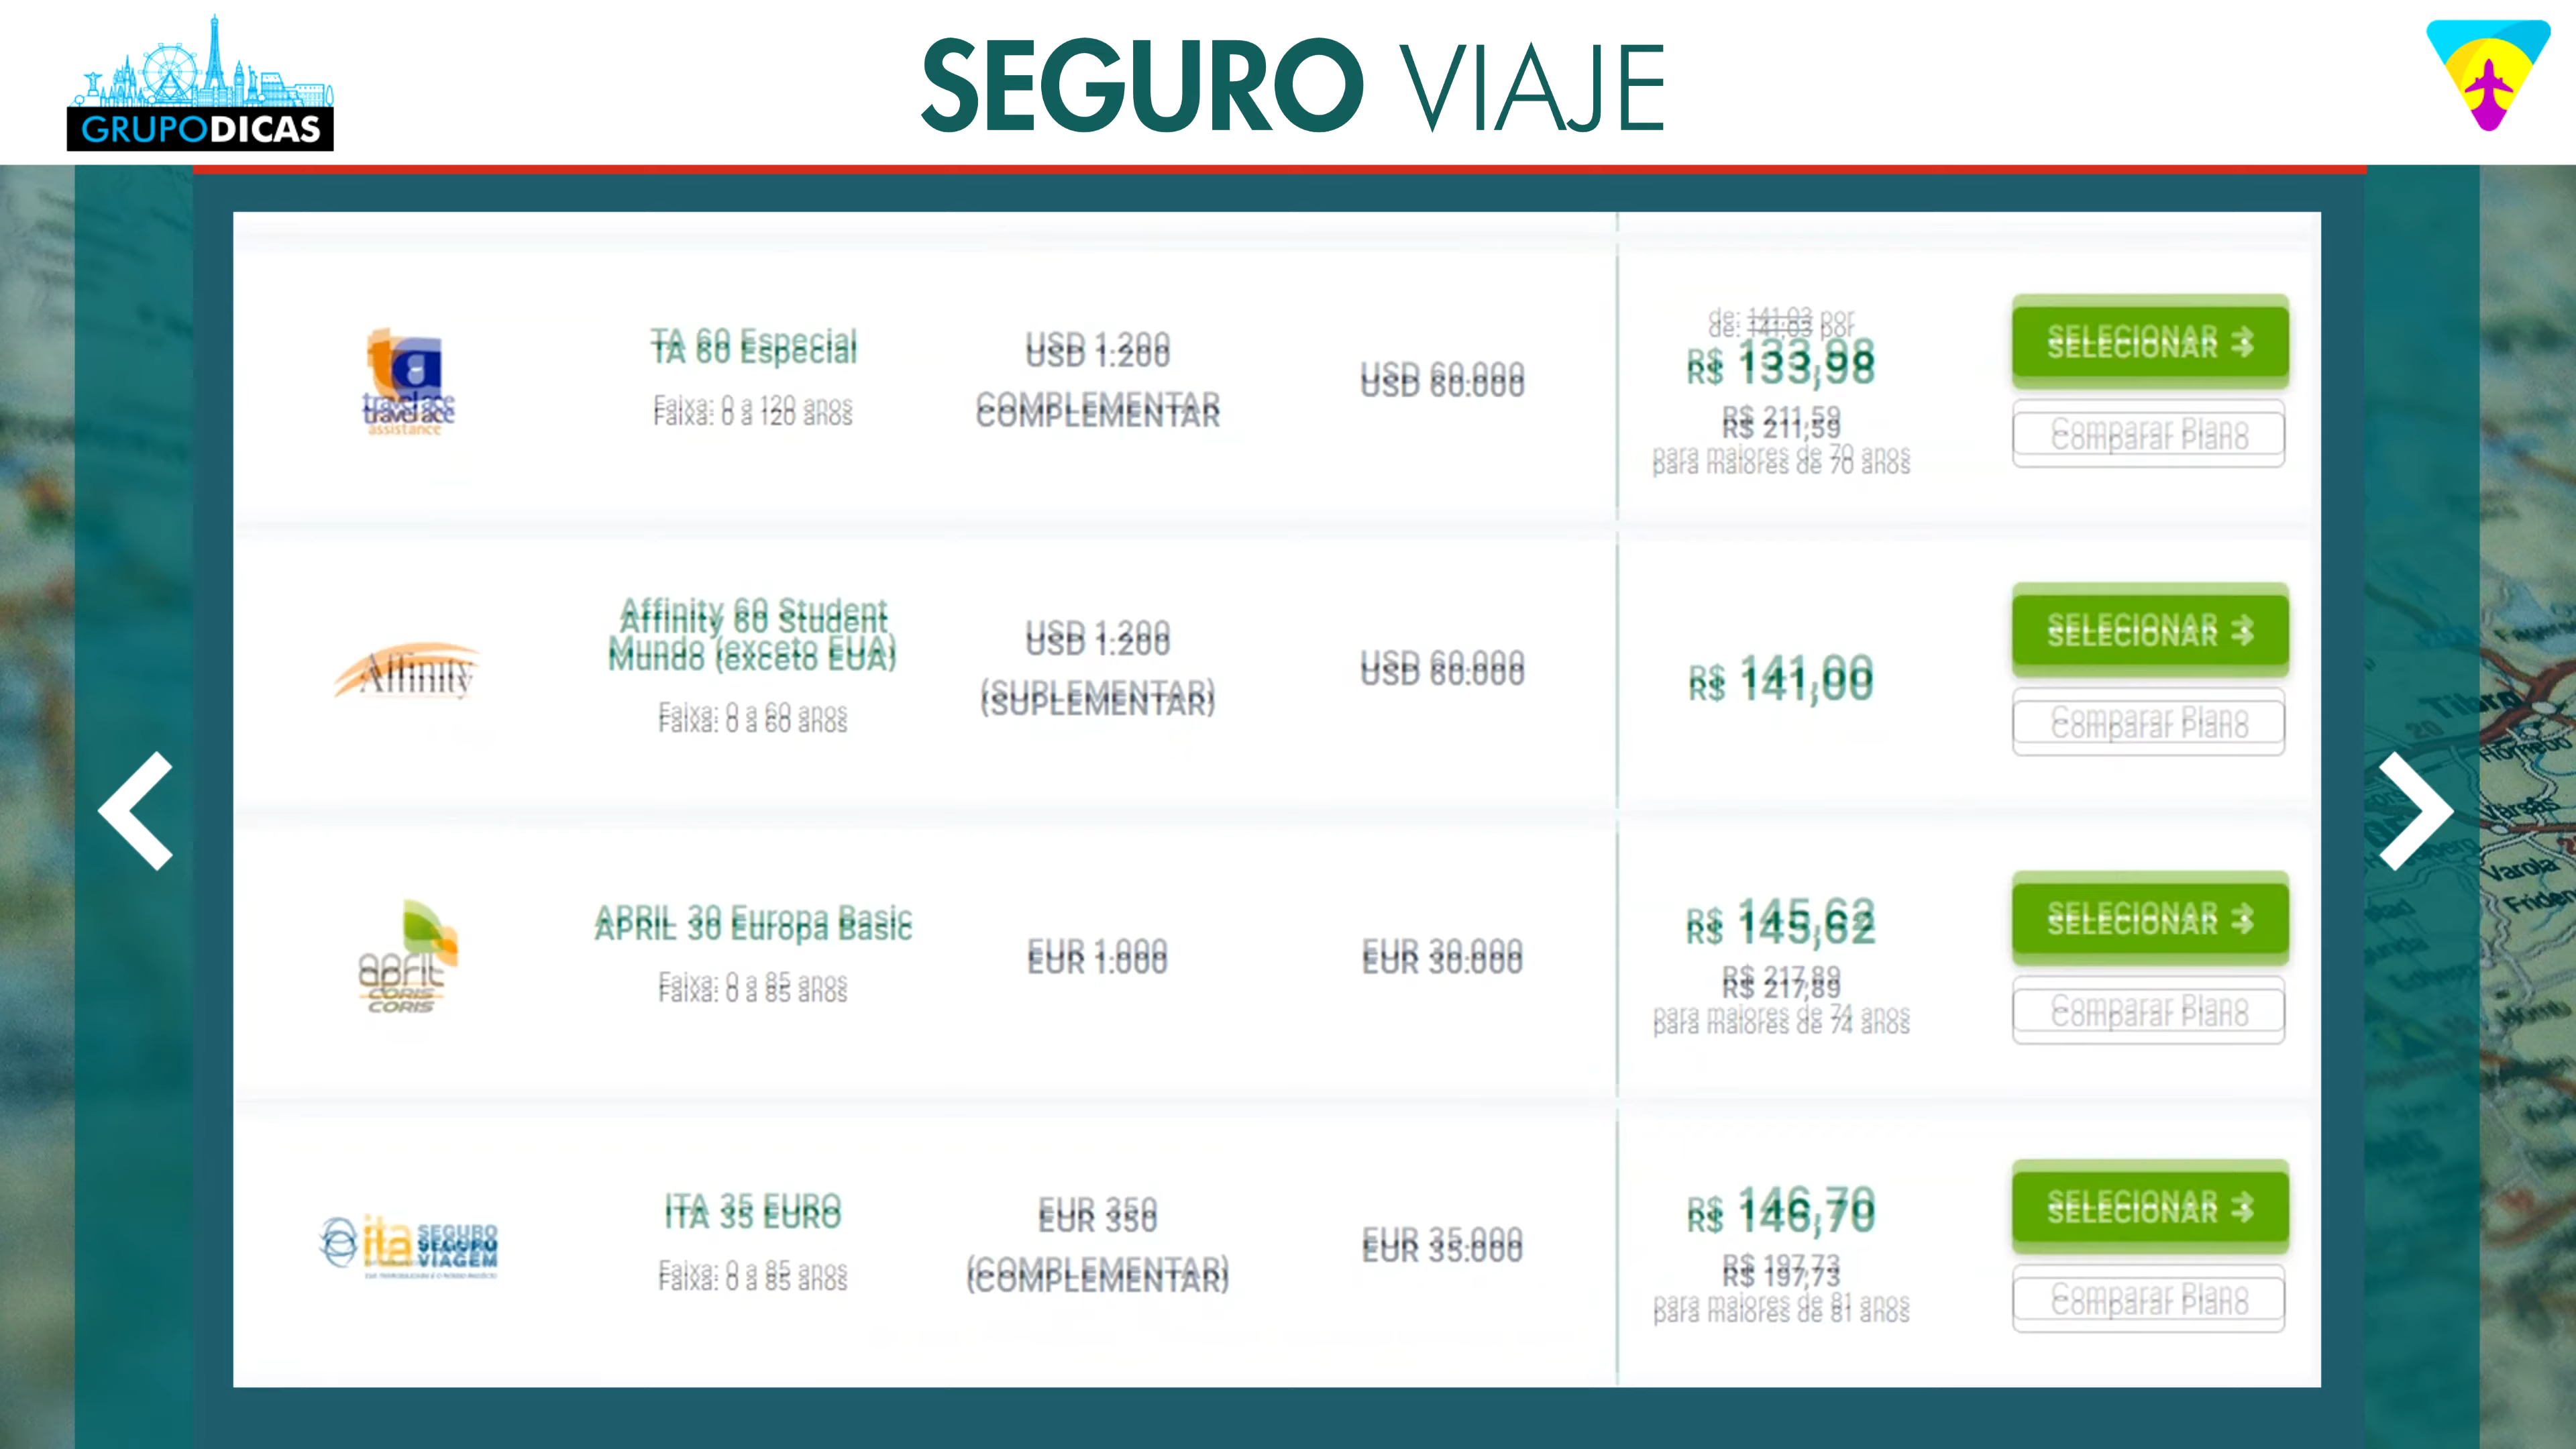 GRUPODICAS
SEGURO VIAJE
travel ace
assistance
TA 60 Especial
Faixa: 0 a 120 anos
USD 1.200
COMPLEMENTAR
USD 60.000
de: 141,03 por
R$ 133,98
R$ 211,59
para maiores de 70 anos
SELECIONAR
Comparar Plano
Affinity
Affinity 60 Student
Mundo (exceto EUA)
Faixa: 0 a 60 anos
USD 1.200
(SUPLEMENTAR)
USD 60.000
R$ 141,00
SELECIONAR
Comparar Plano
april
CORIS
APRIL 30 Europa Basic
Faixa: 0 a 85 anos
EUR 1.000
EUR 30.000
R$ 145,62
R$ 217,89
para maiores de 74 anos
SELECIONAR
Comparar Plano
ita SEGURO
VIAGEM
ITA 35 EURO
Faixa: 0 a 85 anos
EUR 350
(COMPLEMENTAR)
EUR 35.000
R$ 146,70
R$ 197,73
para maiores de 81 anos
SELECIONAR
Comparar Plano
Varola